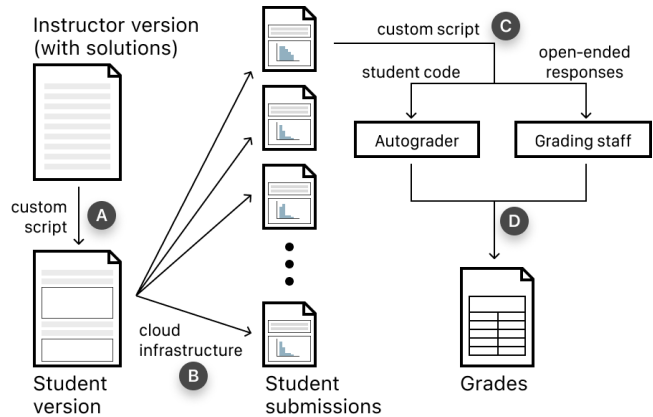 Instructor version
(with solutions)
custom script
C
student code
open-ended
responses
Autograder
Grading staff
custom
script
A
D
cloud
infrastructure
B
Student
version
Student
submissions
Grades